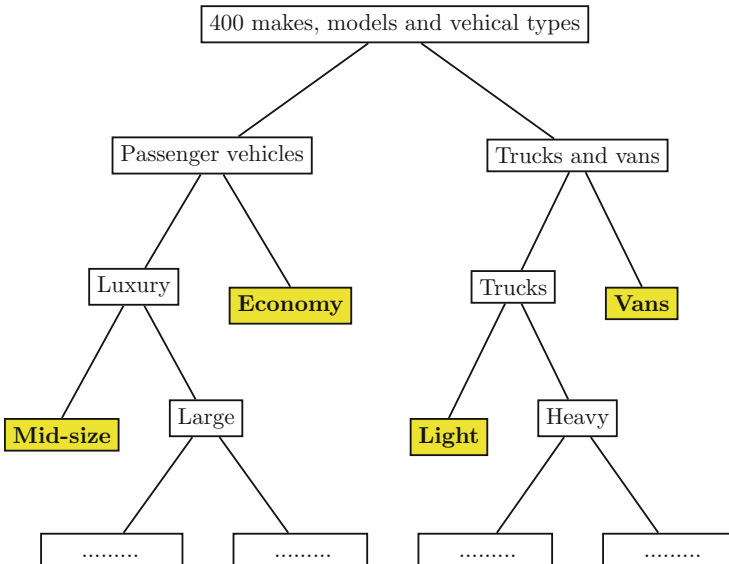 400 makes, models and vehical types
Passenger vehicles
Trucks and vans
Luxury
Economy
Trucks
Vans
Mid-size
Large
Light
Heavy
.........
.........
.........
.........